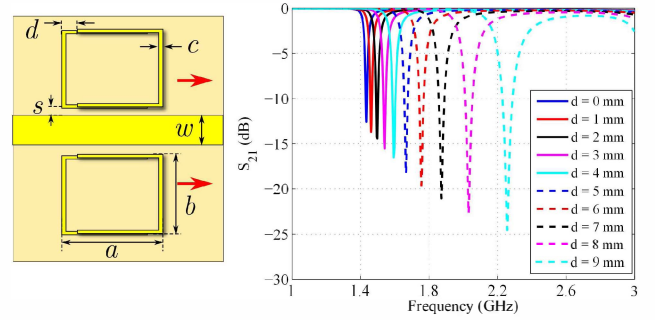 d
c
s
w
b
a
0
−5
−10
−15
−20
−25
−30
S21 (dB)
1
1.4
1.8
2.2
2.6
3
Frequency (GHz)
d = 0 mm
d = 1 mm
d = 2 mm
d = 3 mm
d = 4 mm
d = 5 mm
d = 6 mm
d = 7 mm
d = 8 mm
d = 9 mm